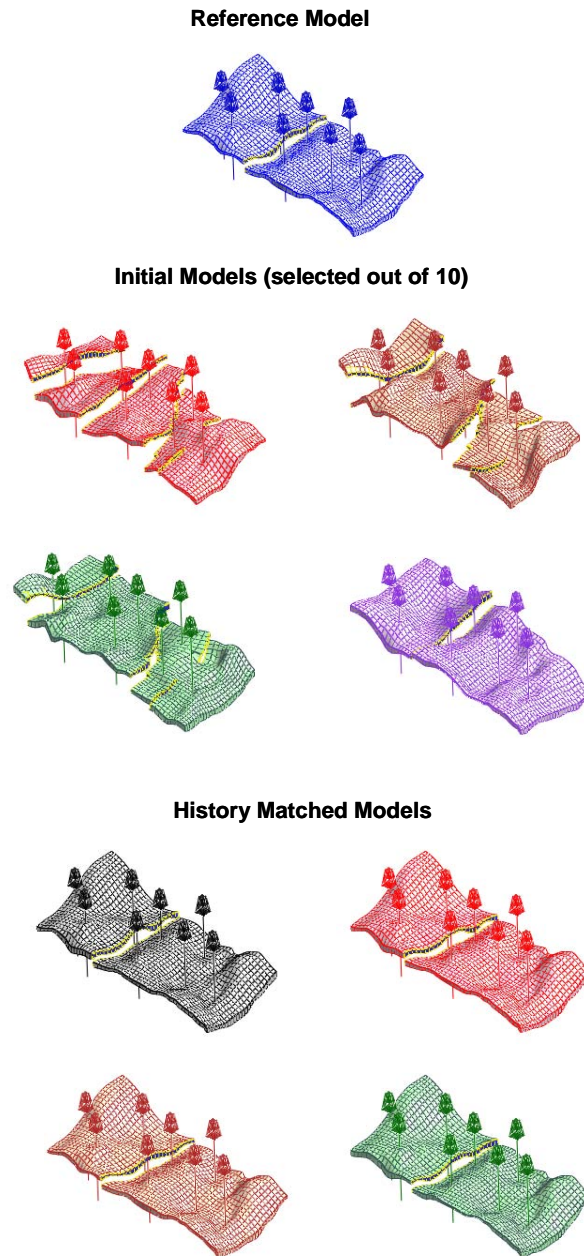 Reference Model
Initial Models (selected out of 10)
History Matched Models